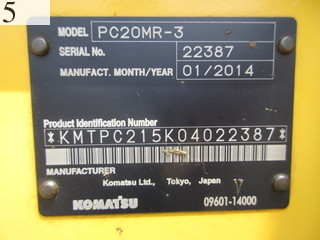 5
MODEL PC20MR-3
SERIAL No. 22387
MANUFACT. MONTH/YEAR 01/2014
Product Identification Number
*KMTPC215K04022387*
MANUFACTURER
Komatsu Ltd., Tokyo, Japan
KOMATSU 09601-14000